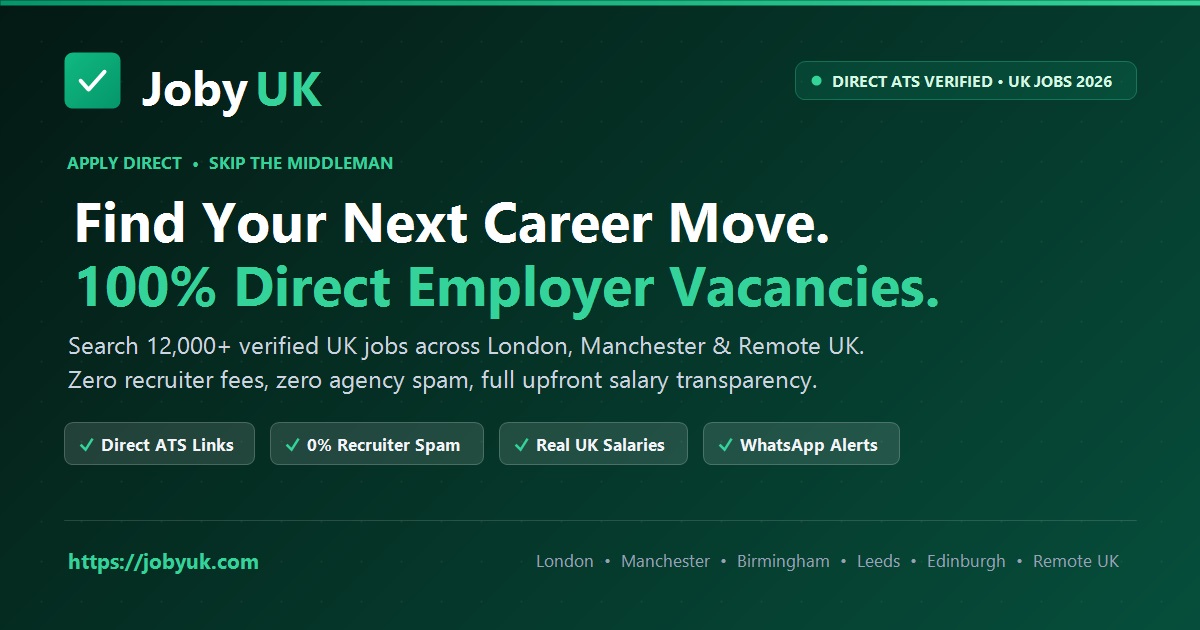 Joby UK
DIRECT ATS VERIFIED • UK JOBS 2026
APPLY DIRECT • SKIP THE MIDDLEMAN
Find Your Next Career Move.
100% Direct Employer Vacancies.
Search 12,000+ verified UK jobs across London, Manchester & Remote UK.
Zero recruiter fees, zero agency spam, full upfront salary transparency.
Direct ATS Links
0% Recruiter Spam
Real UK Salaries
WhatsApp Alerts
https://jobyuk.com
London • Manchester • Birmingham • Leeds • Edinburgh • Remote UK